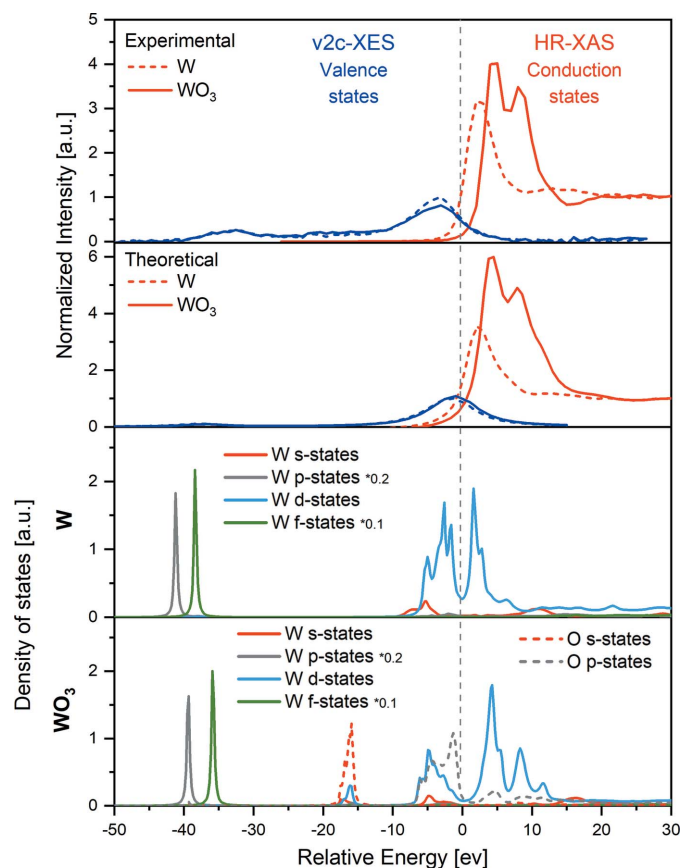 Experimental
W
WO3
v2c-XES
Valence
states
HR-XAS
Conduction
states
5
4
3
2
1
0
Normalized Intensity [a.u.]
Theoretical
W
WO3
6
4
2
0
W s-states
W p-states *0.2
W d-states
W f-states *0.1
W
2
1
0
Density of states [a.u.]
W s-states
W p-states *0.2
W d-states
W f-states *0.1
O s-states
O p-states
WO3
2
1
0
-50 -40 -30 -20 -10 0 10 20 30
Relative Energy [ev]